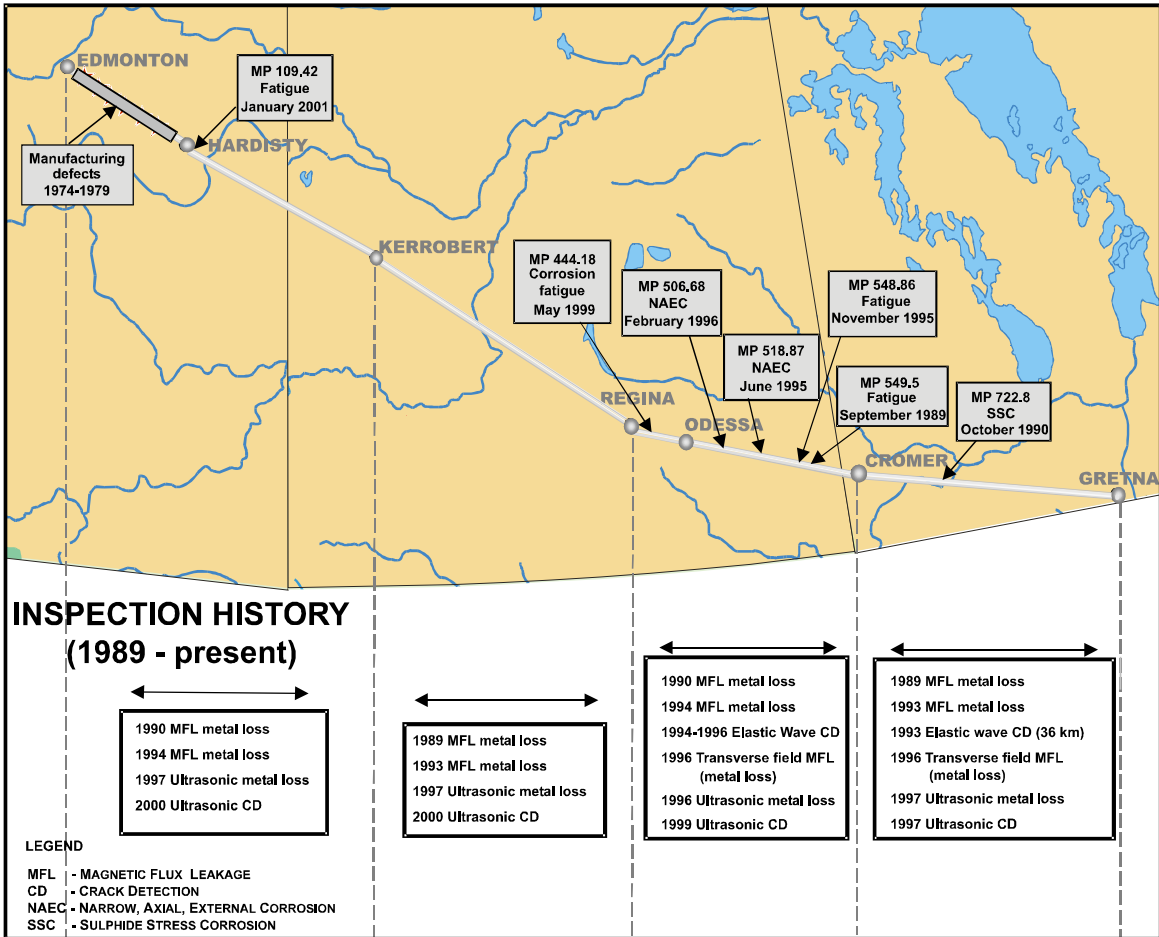 EDMONTON
MP 109,42
Fatigue
January 2001
HARDISTY
Manufacturing
defects
1974-1979
KERROBERT
MP 444.18
Corrosion
fatigue
May 1999
MP 506.68
NAEC
February 1996
MP 548.86
Fatigue
November 1995
MP 518.87
NAEC
June 1995
MP 549.5
Fatigue
September 1989
MP 722.8
SSC
October 1990
REGINA
ODESSA
CROMER
GRETNA
INSPECTION HISTORY
(1989 - present)
1990 MFL metal loss
1994 MFL metal loss
1997 Ultrasonic metal loss
2000 Ultrasonic CD
1989 MFL metal loss
1993 MFL metal loss
1997 Ultrasonic metal loss
2000 Ultrasonic CD
1990 MFL metal loss
1994 MFL metal loss
1994-1996 Elastic Wave CD
1996 Transverse field MFL
(metal loss)
1996 Ultrasonic metal loss
1999 Ultrasonic CD
1989 MFL metal loss
1993 MFL metal loss
1993 Elastic wave CD (36 km)
1996 Transverse field MFL
(metal loss)
1997 Ultrasonic metal loss
1997 Ultrasonic CD
LEGEND
MFL - MAGNETIC FLUX LEAKAGE
CD - CRACK DETECTION
NAEC - NARROW, AXIAL, EXTERNAL CORROSION
SSC - SULPHIDE STRESS CORROSION